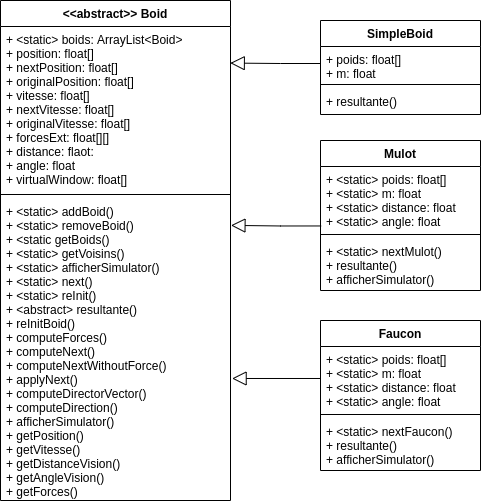 <<abstract>> Boid
+ <static> boids: ArrayList<Boid>
+ position: float[]
+ nextPosition: float[]
+ originalPosition: float[]
+ vitesse: float[]
+ nextVitesse: float[]
+ originalVitesse: float[]
+ forcesExt: float[][]
+ distance: flaot:
+ angle: float
+ virtualWindow: float[]
+ <static> addBoid()
+ <static> removeBoid()
+ <static getBoids()
+ <static> getVoisins()
+ <static> afficherSimulator()
+ <static> next()
+ <static> reInit()
+ <abstract> resultante()
+ reInitBoid()
+ computeForces()
+ computeNext()
+ computeNextWithoutForce()
+ applyNext()
+ computeDirectorVector()
+ computeDirection()
+ afficherSimulator()
+ getPosition()
+ getVitesse()
+ getDistanceVision()
+ getAngleVision()
+ getForces()
SimpleBoid
+ poids: float[]
+ m: float
+ resultante()
Mulot
+ <static> poids: float[]
+ <static> m: float
+ <static> distance: float
+ <static> angle: float
+ <static> nextMulot()
+ resultante()
+ afficherSimulator()
Faucon
+ <static> poids: float[]
+ <static> m: float
+ <static> distance: float
+ <static> angle: float
+ <static> nextFaucon()
+ resultante()
+ afficherSimulator()